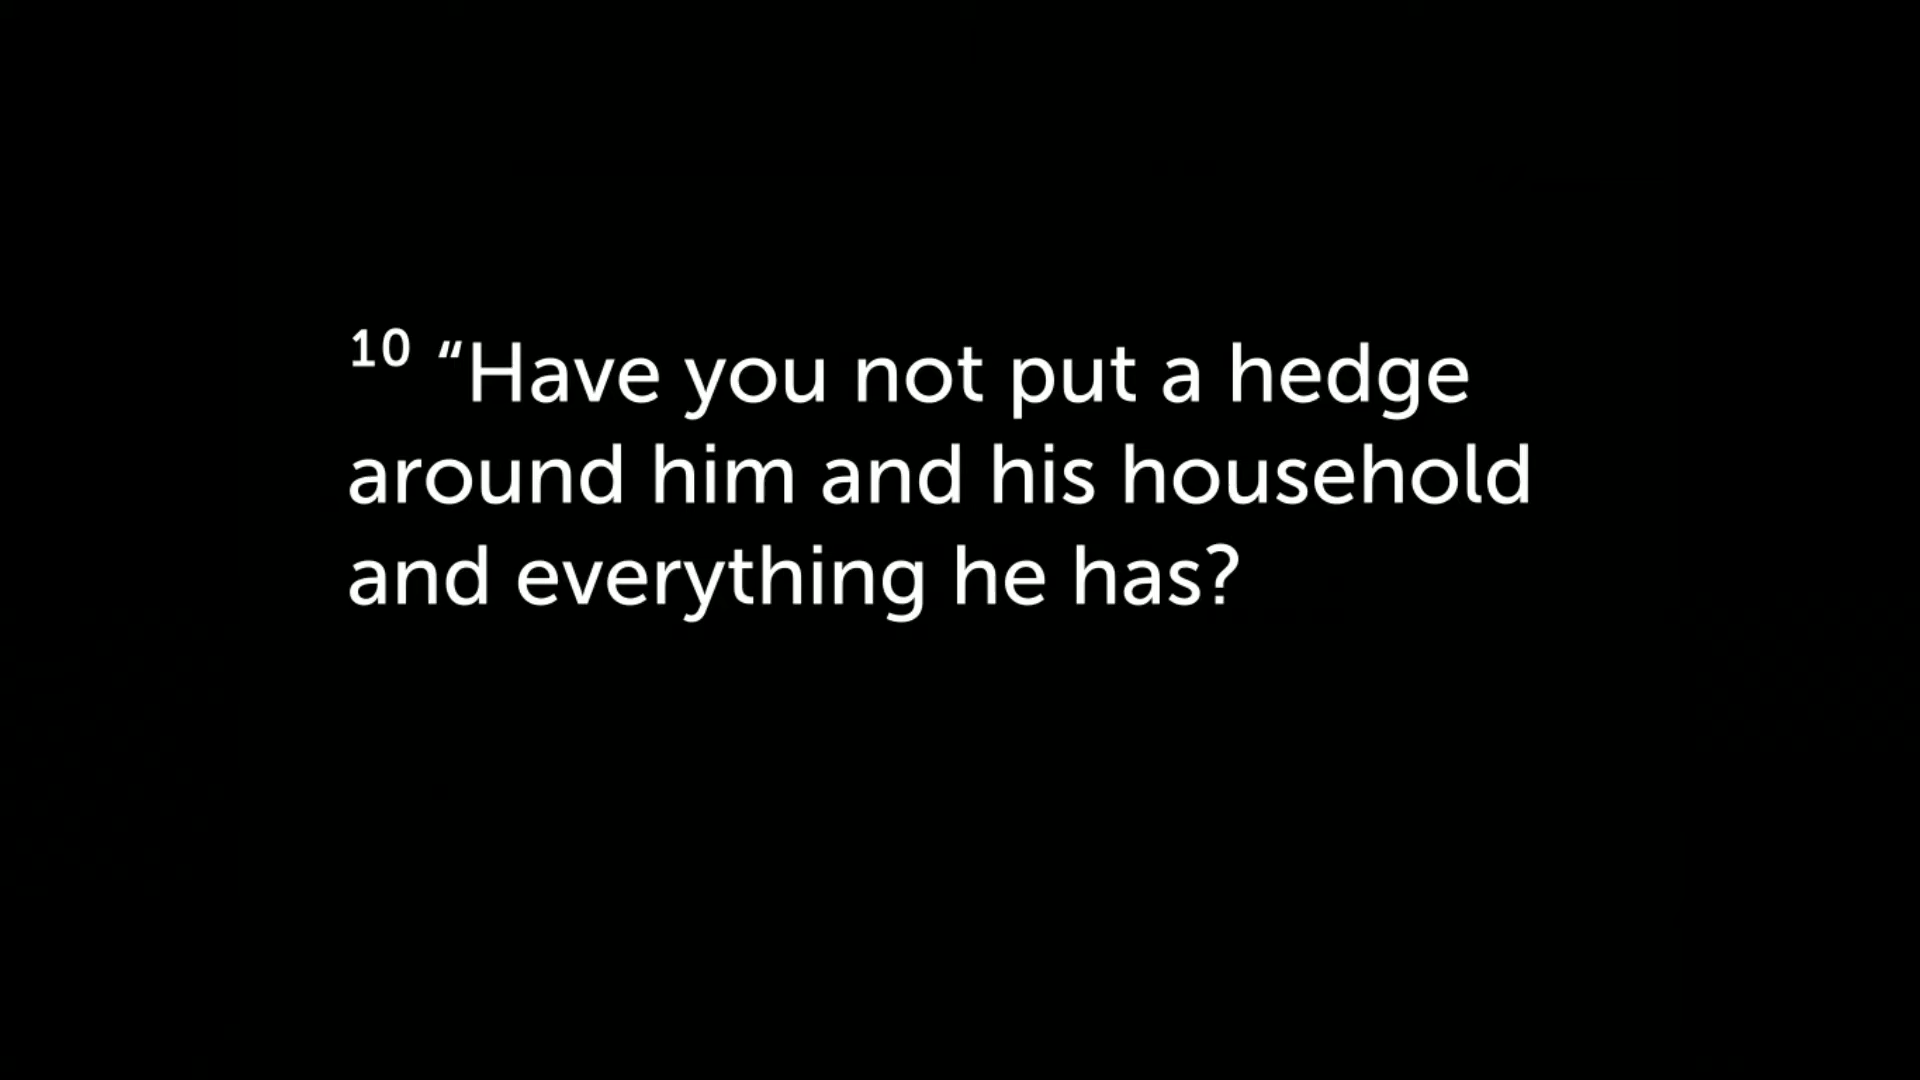 10 “Have you not put a hedge
around him and his household
and everything he has?